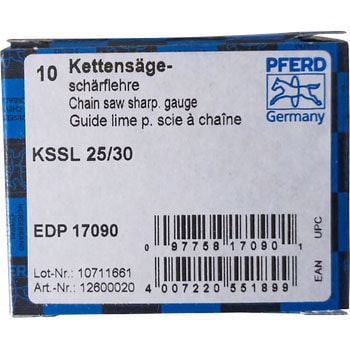 10 Kettensäge-
schärflehre
Chain saw sharp. gauge
Guide lime p. scie à chaîne
PFERD
Germany
KSSL 25/30
EDP 17090
0 97758 17090 1
UPC
Lot-Nr.: 10711661
Art.-Nr.: 12600020
4 007220 551899
EAN